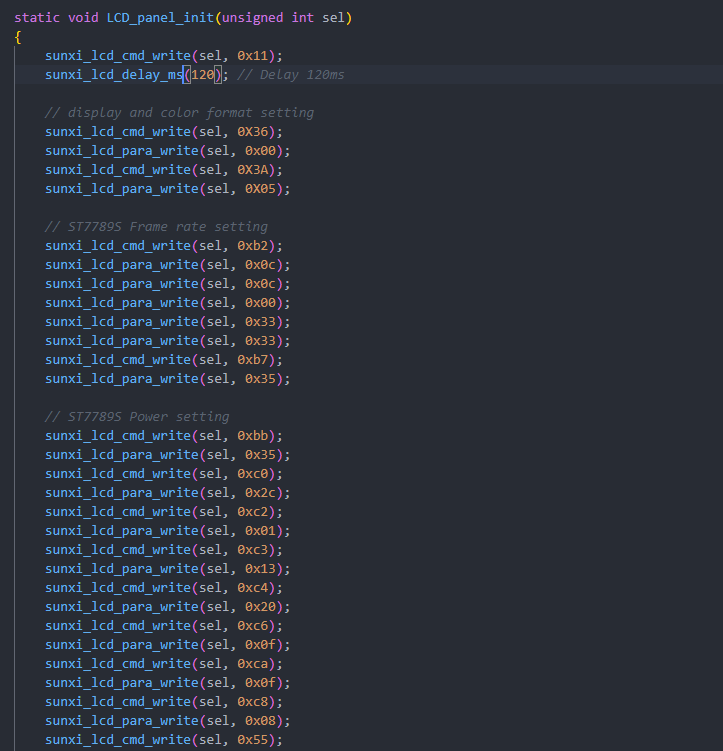 static void LCD_panel_init(unsigned int sel)
{
    sunxi_lcd_cmd_write(sel, 0x11);
    sunxi_lcd_delay_ms(120); // Delay 120ms

    // display and color format setting
    sunxi_lcd_cmd_write(sel, 0X36);
    sunxi_lcd_para_write(sel, 0x00);
    sunxi_lcd_cmd_write(sel, 0X3A);
    sunxi_lcd_para_write(sel, 0X05);

    // ST7789S Frame rate setting
    sunxi_lcd_cmd_write(sel, 0xb2);
    sunxi_lcd_para_write(sel, 0x0c);
    sunxi_lcd_para_write(sel, 0x0c);
    sunxi_lcd_para_write(sel, 0x00);
    sunxi_lcd_para_write(sel, 0x33);
    sunxi_lcd_para_write(sel, 0x33);
    sunxi_lcd_cmd_write(sel, 0xb7);
    sunxi_lcd_para_write(sel, 0x35);

    // ST7789S Power setting
    sunxi_lcd_cmd_write(sel, 0xbb);
    sunxi_lcd_para_write(sel, 0x35);
    sunxi_lcd_cmd_write(sel, 0xc0);
    sunxi_lcd_para_write(sel, 0x2c);
    sunxi_lcd_cmd_write(sel, 0xc2);
    sunxi_lcd_para_write(sel, 0x01);
    sunxi_lcd_cmd_write(sel, 0xc3);
    sunxi_lcd_para_write(sel, 0x13);
    sunxi_lcd_cmd_write(sel, 0xc4);
    sunxi_lcd_para_write(sel, 0x20);
    sunxi_lcd_cmd_write(sel, 0xc6);
    sunxi_lcd_para_write(sel, 0x0f);
    sunxi_lcd_cmd_write(sel, 0xca);
    sunxi_lcd_para_write(sel, 0x0f);
    sunxi_lcd_cmd_write(sel, 0xc8);
    sunxi_lcd_para_write(sel, 0x08);
    sunxi_lcd_cmd_write(sel, 0x55);